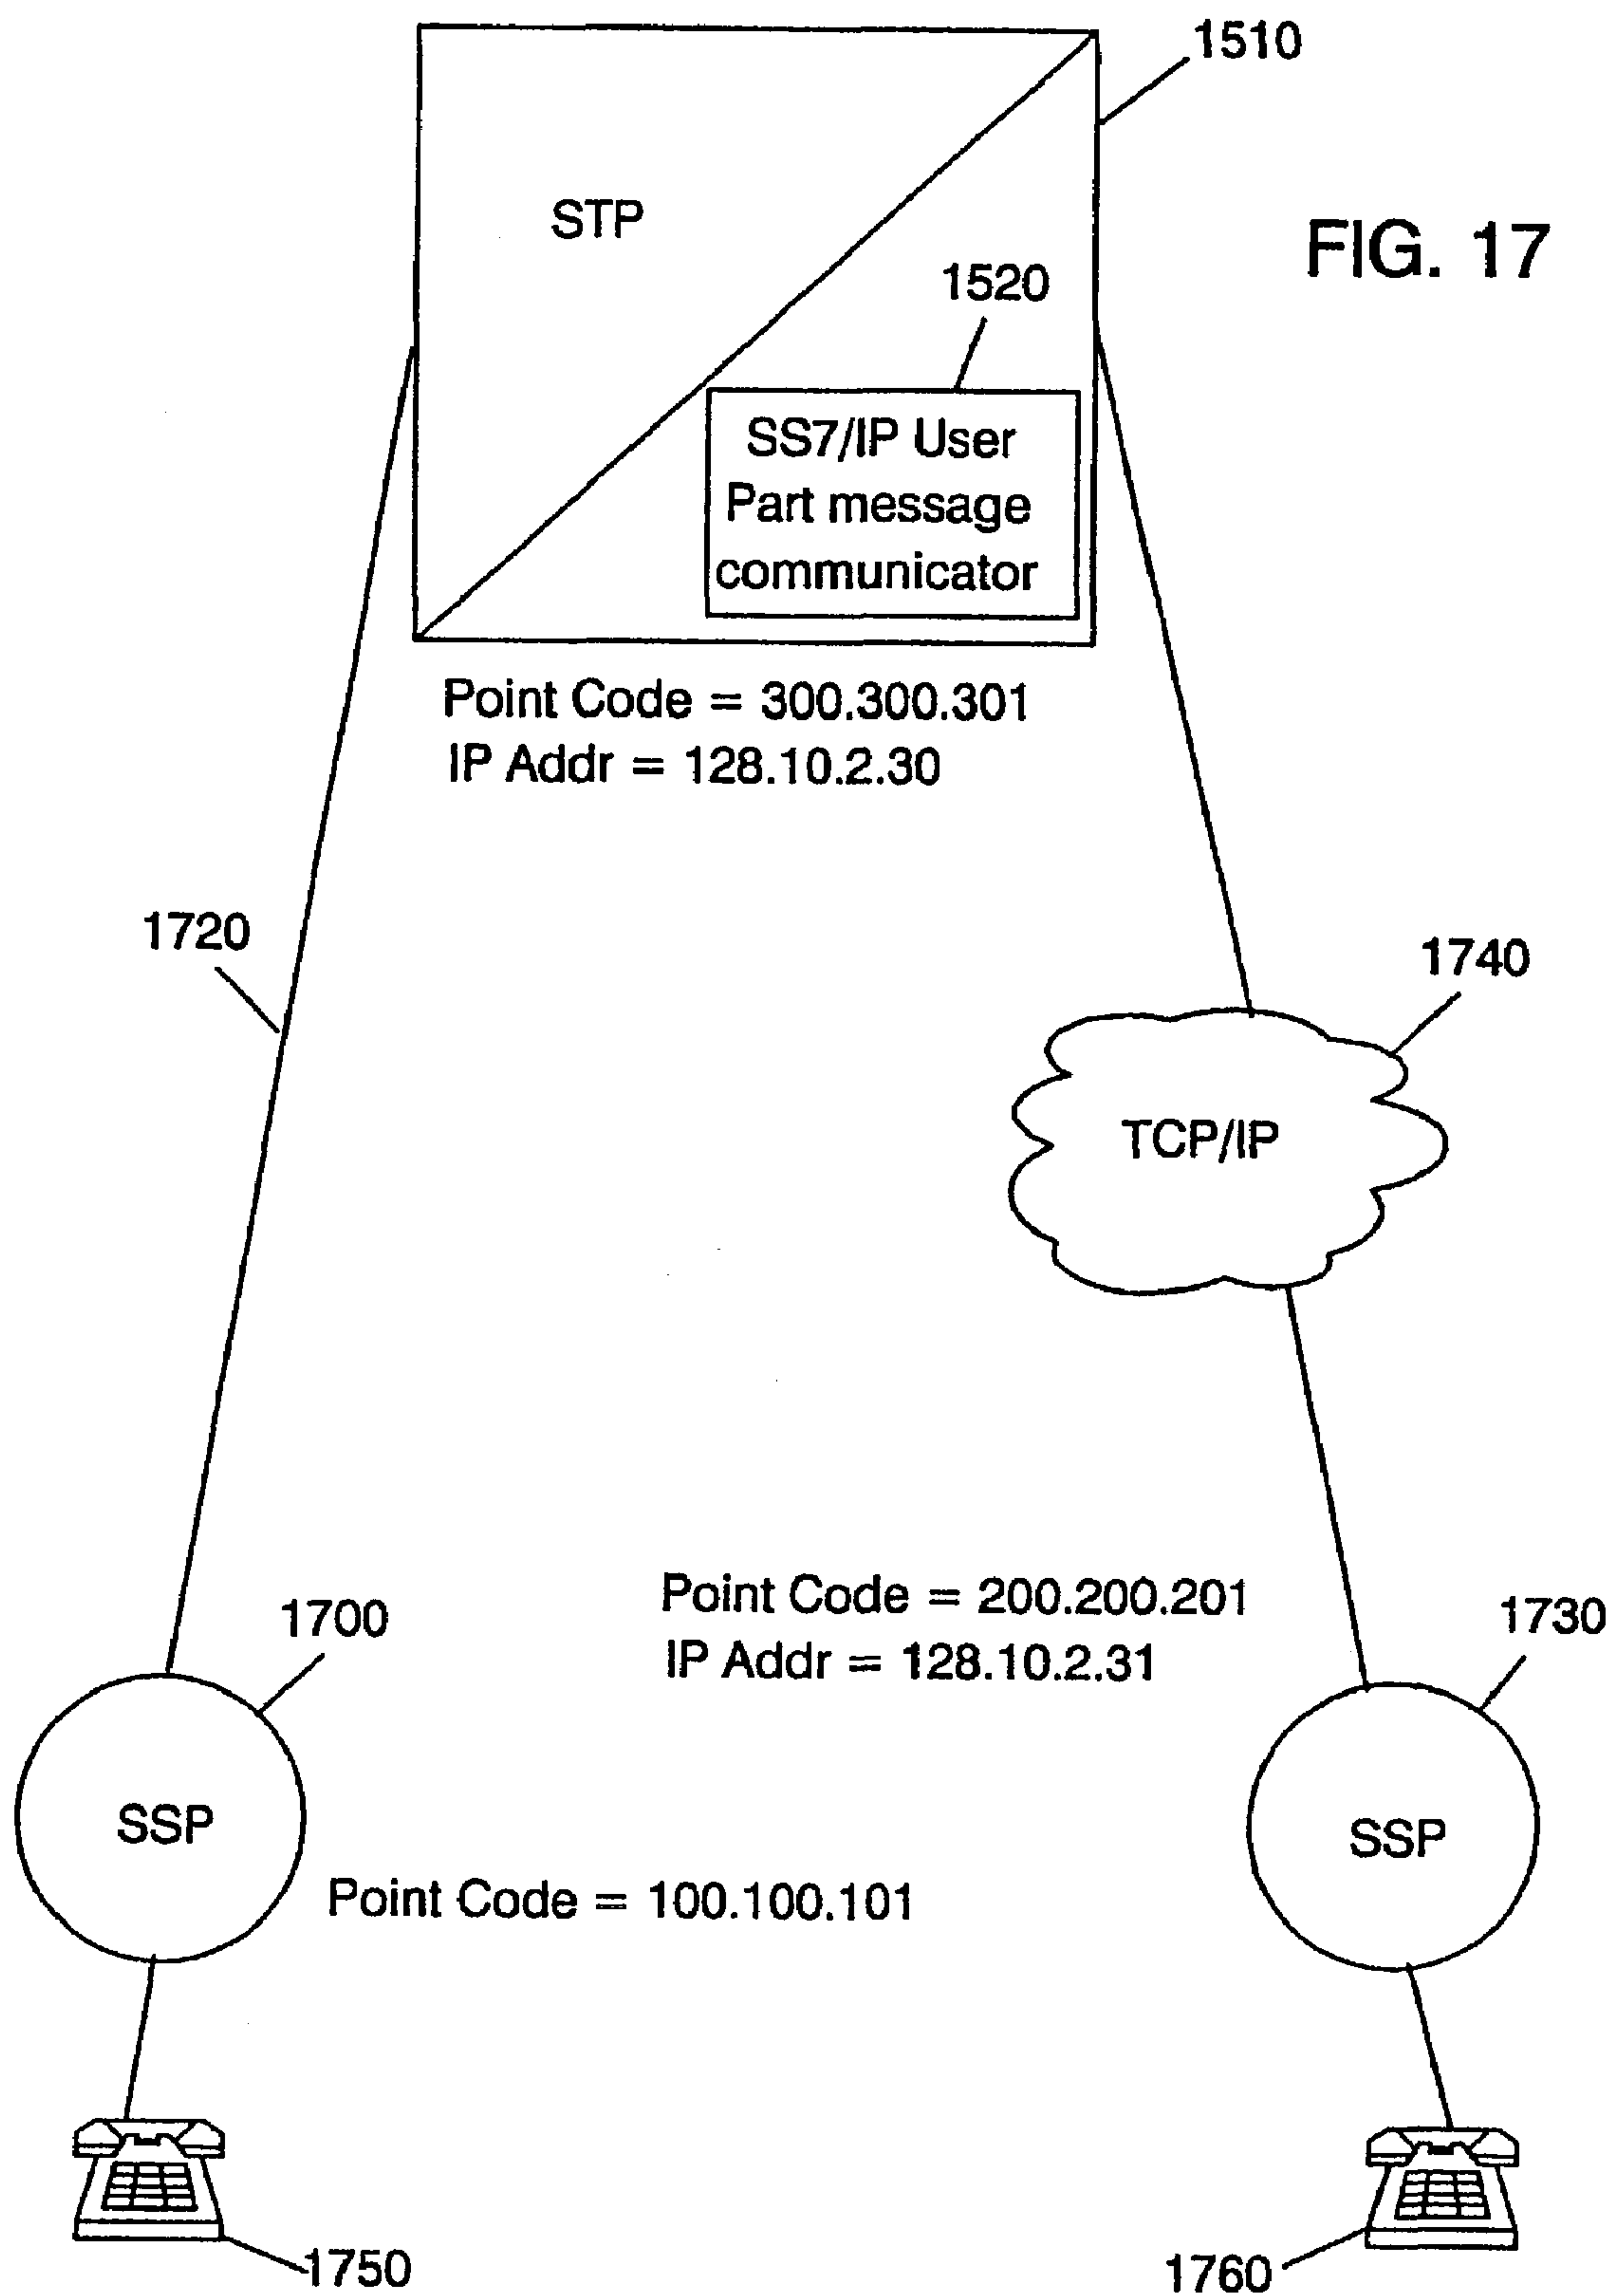 1510
STP
FIG. 17
1520
SS7/IP User
Part message
communicator
Point Code = 300.300.301
IP Addr = 128.10.2.30
1720
1740
TCP/IP
Point Code = 200.200.201
IP Addr = 128.10.2.31
1700
1730
SSP
SSP
Point Code = 100.100.101
1750
1760